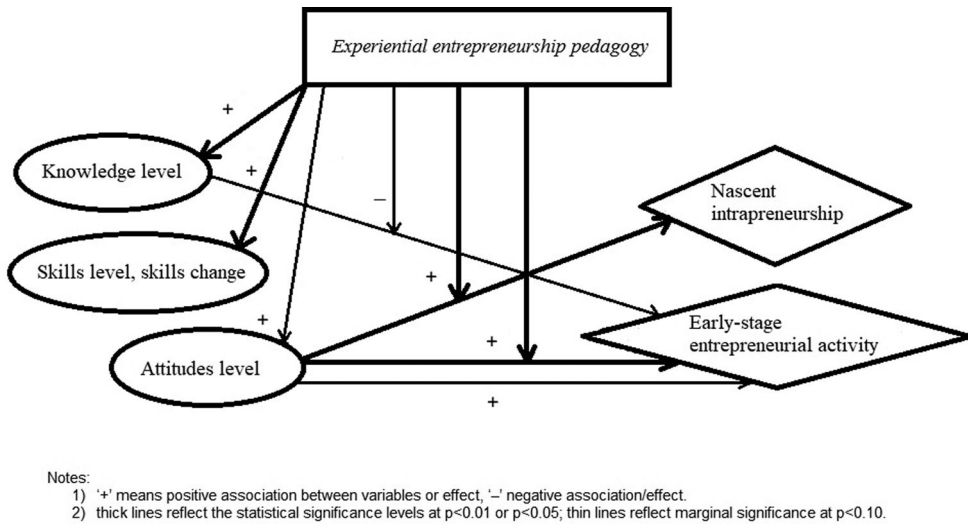 Experiential entrepreneurship pedagogy
+
Knowledge level
+
Nascent
intrapreneurship
–
Skills level, skills change
+
+
Early-stage
entrepreneurial activity
+
Attitudes level
+
Notes:
1) ‘+’ means positive association between variables or effect, ‘–’ negative association/effect.
2) thick lines reflect the statistical significance levels at p<0.01 or p<0.05; thin lines reflect marginal significance at p<0.10.